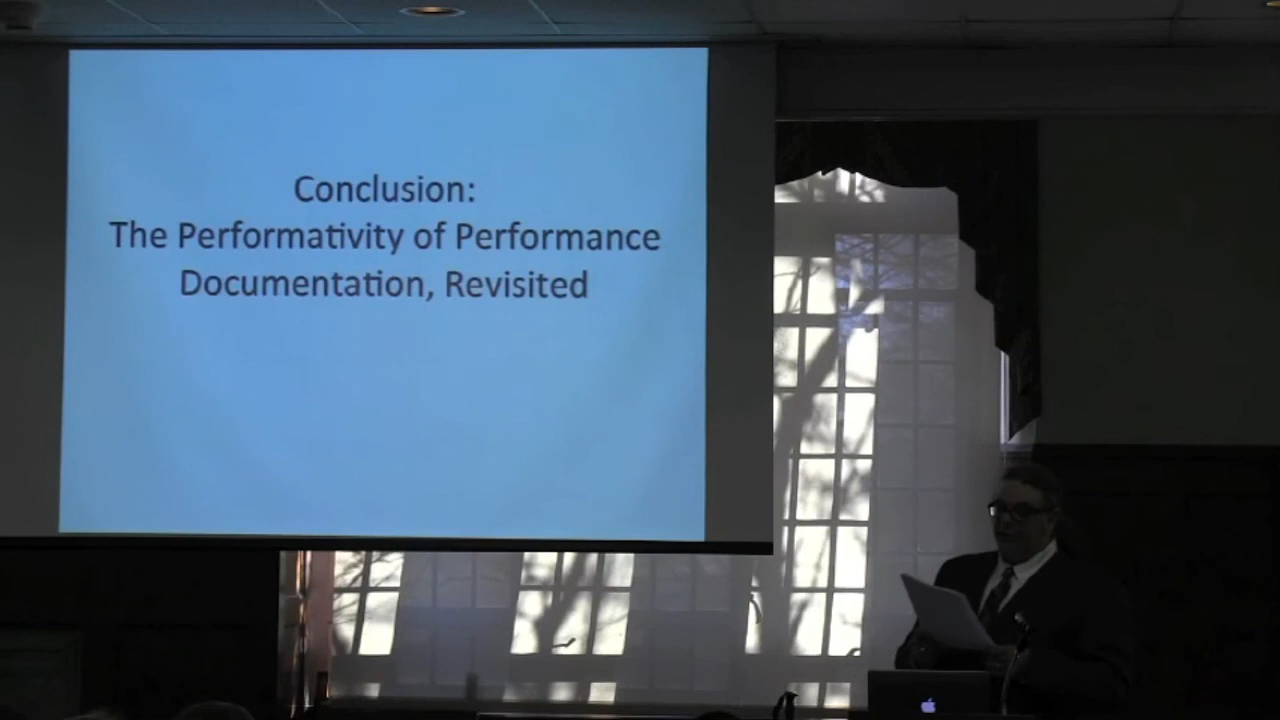 Conclusion:
The Performativity of Performance
Documentation, Revisited